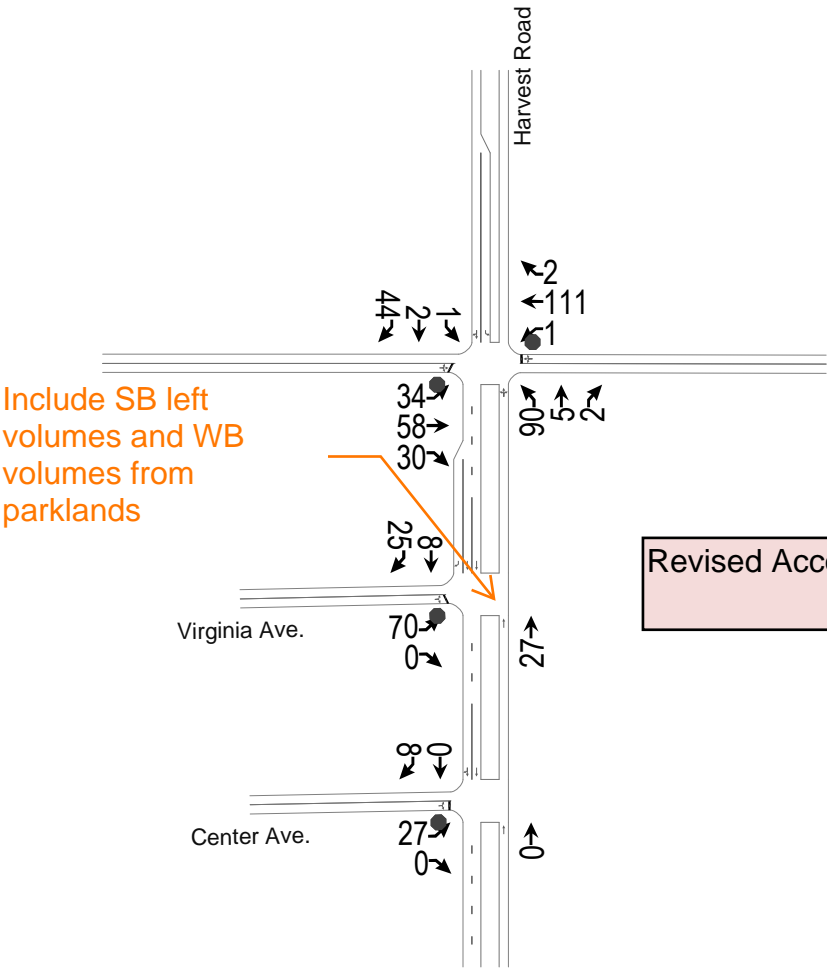 Harvest Road
2
111
1
44
2
1
34
58
30
90
5
2
Include SB left
volumes and WB
volumes from
parklands
25
8
Revised Acce
Virginia Ave.
70
0
27
8
0
Center Ave.
27
0
0